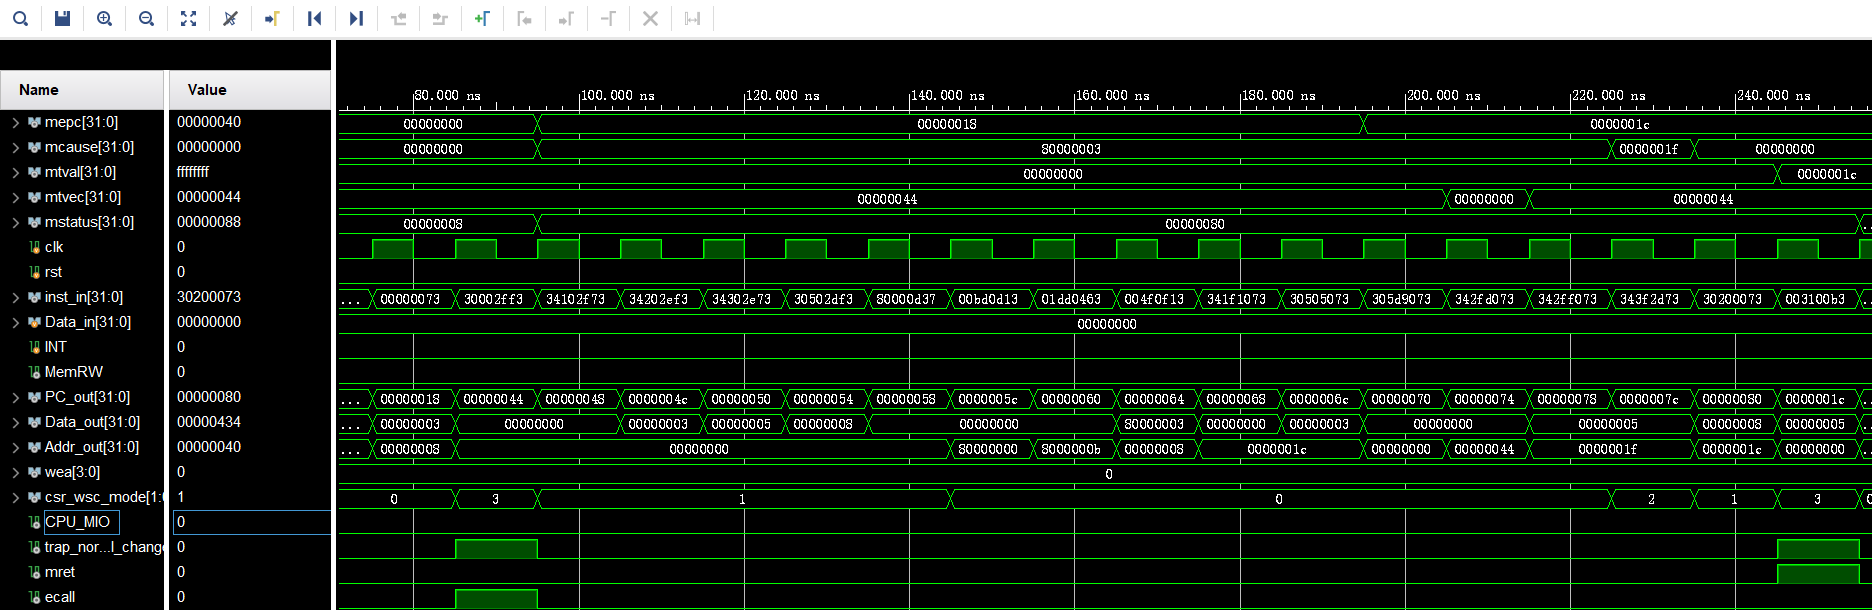 Name Value
80.000 ns 100.000 ns 120.000 ns 140.000 ns 160.000 ns 180.000 ns 200.000 ns 220.000 ns 240.000 ns
mepc[31:0] 00000040 00000000 00000018 0000001c
mcause[31:0] 00000000 00000000 80000003 0000001f 00000000
mtval[31:0] ffffffff 00000000 0000001c
mtvec[31:0] 00000044 00000044 00000000 00000044
mstatus[31:0] 00000088 00000008 00000080 ..
clk 0
rst 0
inst_in[31:0] 30200073 ... 00000073 30002ff3 34102f73 34202ef3 34302e73 30502df3 80000d37 00bd0d13 01dd0463 004f0f13 341f1073 30505073 305d9073 342fd073 342ff073 343f2d73 30200073 003100b3 ..
Data_in[31:0] 00000000 00000000
INT 0
MemRW 0
PC_out[31:0] 00000080 ... 00000018 00000044 00000048 0000004c 00000050 00000054 00000058 0000005c 00000060 00000064 00000068 0000006c 00000070 00000074 00000078 0000007c 00000080 0000001c ..
Data_out[31:0] 00000434 ... 00000003 00000000 00000003 00000005 00000008 00000000 80000003 00000000 00000003 00000000 00000005 00000008 00000005 ..
Addr_out[31:0] 00000040 ... 00000008 00000000 80000000 8000000b 00000008 0000001c 00000000 00000044 0000001f 0000001c 00000000 ..
wea[3:0] 0 0
csr_wsc_mode[1:0 1 0 3 1 0 2 1 3 0
CPU_MIO 0
trap_nor...l_change 0
mret 0
ecall 0